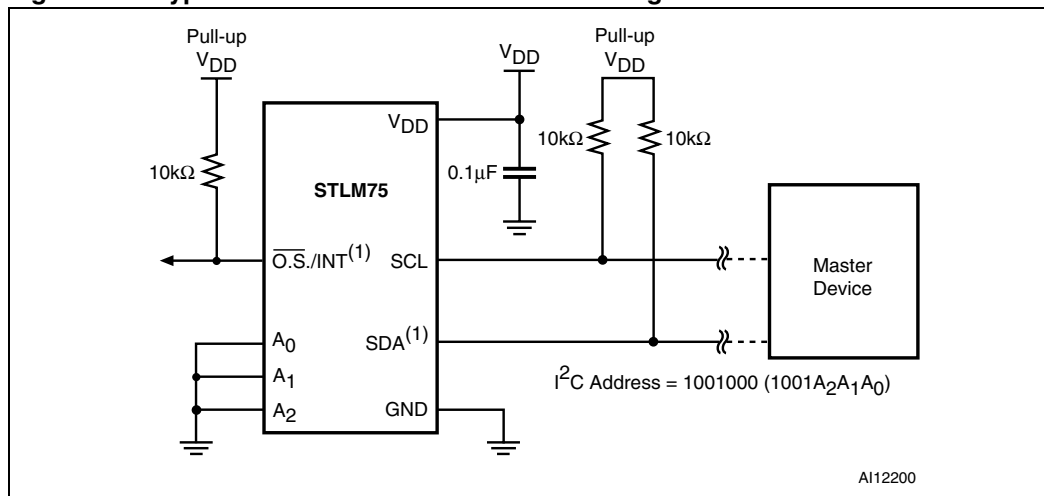 Pull-up
VDD
10kΩ
VDD
Pull-up
VDD
10kΩ
10kΩ
0.1μF
STLM75
VDD
O.S./INT(1)
SCL
A0
SDA(1)
A1
A2
GND
Master
Device
I2C Address = 1001000 (1001A2A1A0)
AI12200